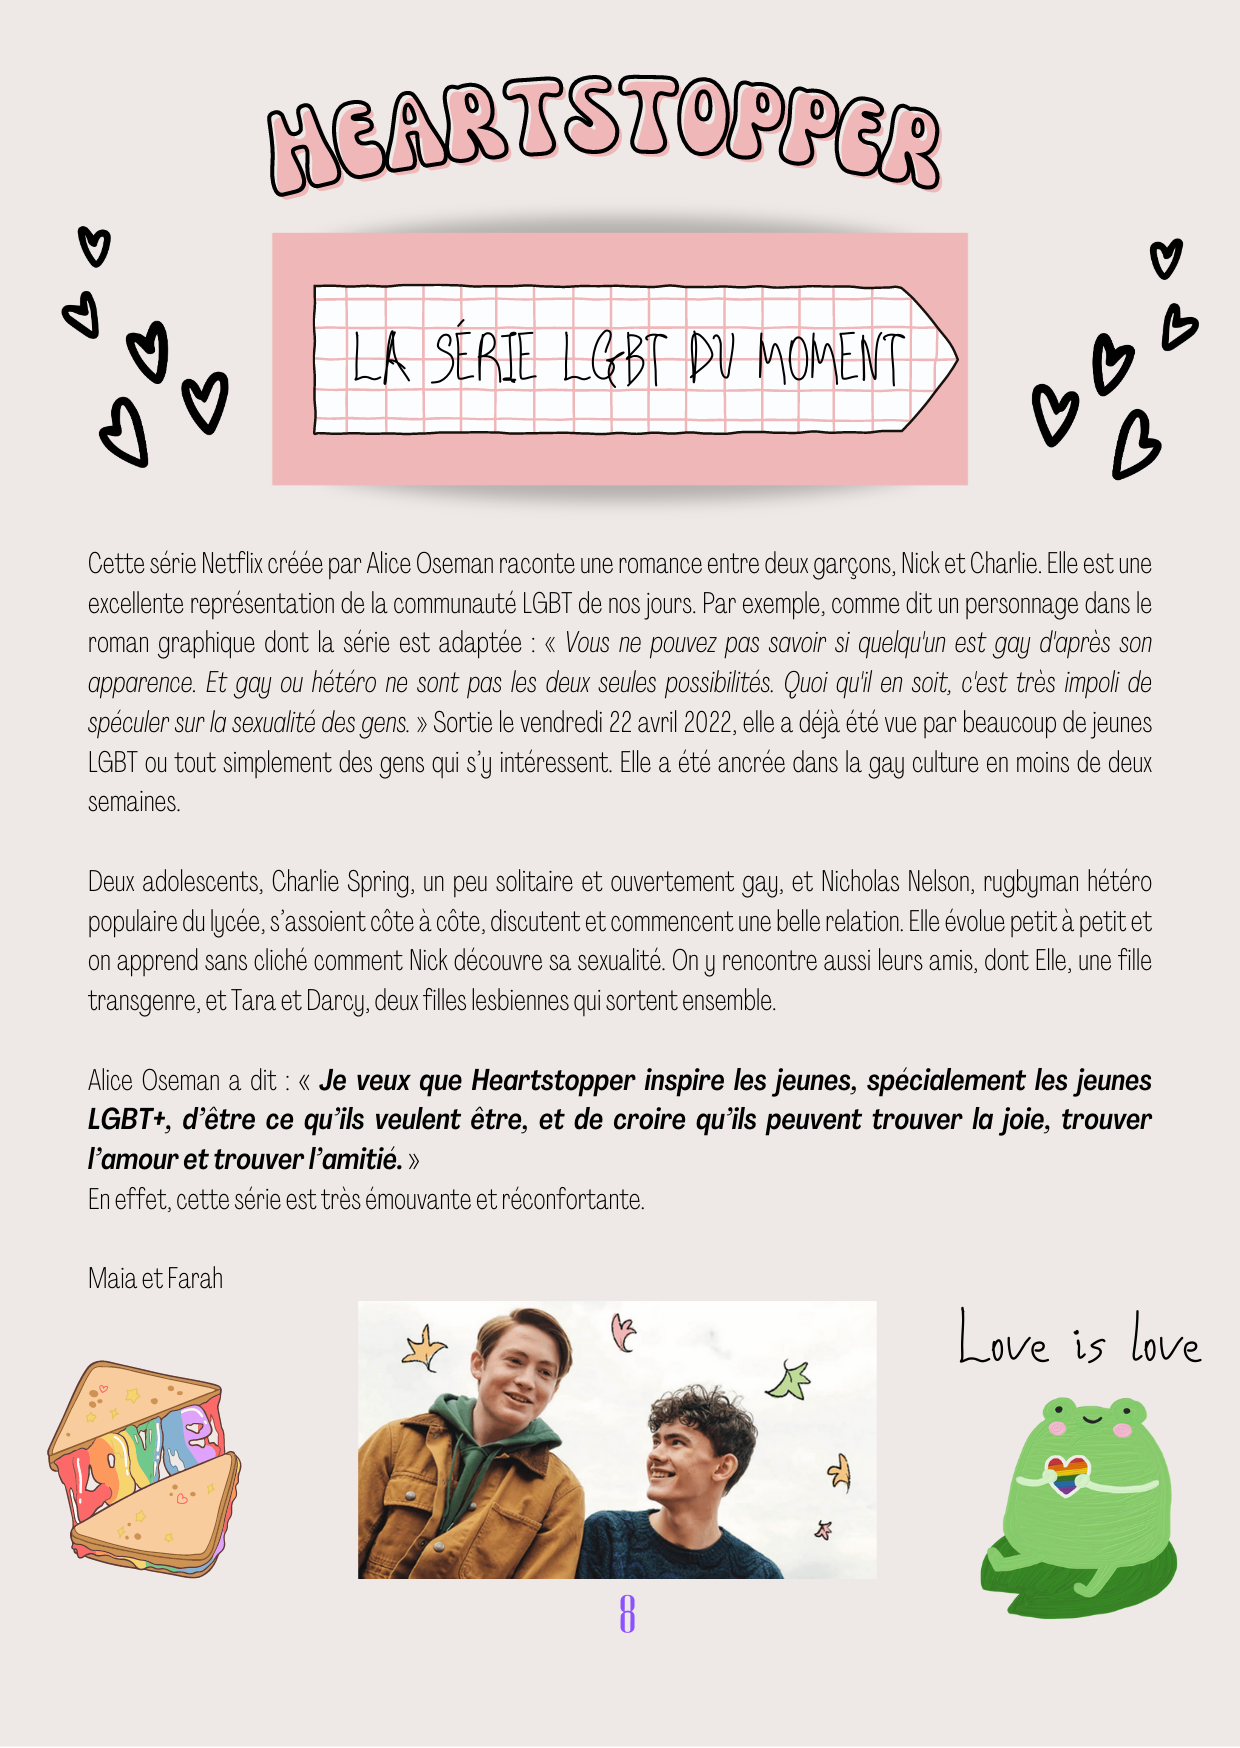 HEARTSTOPPER
LA SÉRIE LGBT DU MOMENT
Cette série Netflix créée par Alice Oseman raconte une romance entre deux garçons, Nick et Charlie. Elle est une
excellente représentation de la communauté LGBT de nos jours. Par exemple, comme dit un personnage dans le
roman graphique dont la série est adaptée : « Vous ne pouvez pas savoir si quelqu'un est gay d'après son
apparence. Et gay ou hétéro ne sont pas les deux seules possibilités. Quoi qu'il en soit, c'est très impoli de
spéculer sur la sexualité des gens. » Sortie le vendredi 22 avril 2022, elle a déjà été vue par beaucoup de jeunes
LGBT ou tout simplement des gens qui s’y intéressent. Elle a été ancrée dans la gay culture en moins de deux
semaines.
Deux adolescents, Charlie Spring, un peu solitaire et ouvertement gay, et Nicholas Nelson, rugbyman hétéro
populaire du lycée, s’assoient côte à côte, discutent et commencent une belle relation. Elle évolue petit à petit et
on apprend sans cliché comment Nick découvre sa sexualité. On y rencontre aussi leurs amis, dont Elle, une fille
transgenre, et Tara et Darcy, deux filles lesbiennes qui sortent ensemble.
Alice Oseman a dit : « Je veux que Heartstopper inspire les jeunes, spécialement les jeunes
LGBT+, d’être ce qu’ils veulent être, et de croire qu’ils peuvent trouver la joie, trouver
l’amour et trouver l’amitié. »
En effet, cette série est très émouvante et réconfortante.
Maia et Farah
Love is love
LOVE
8